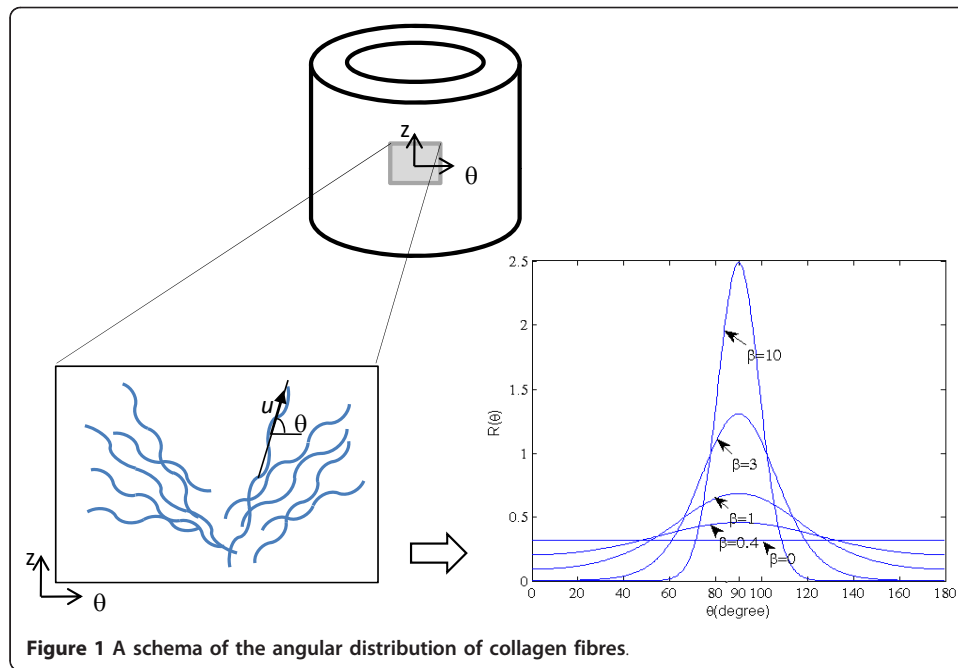 z
θ
u
θ
z
θ
2.5
2
1.5
1
0.5
0
R(θ)
β=10
β=3
β=1
β=0.4
β=0
0 20 40 60 80 90 100 120 140 160 180
θ(degree)
Figure 1 A schema of the angular distribution of collagen fibres.